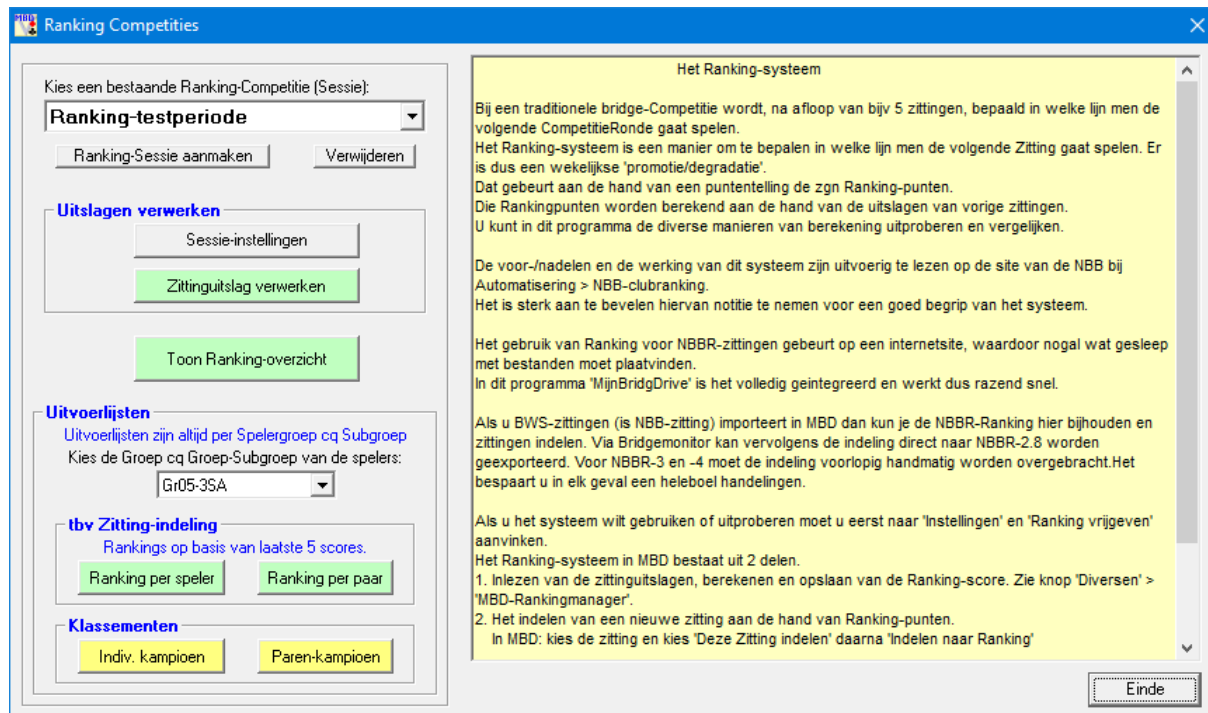 MBD
Ranking Competities
Kies een bestaande Ranking-Competitie (Sessie):
Ranking-testperiode
Ranking-Sessie aanmaken
Verwijderen
Uitslagen verwerken
Sessie-instellingen
Zittinguitslag verwerken
Toon Ranking-overzicht
Uitvoerlijsten
Uitvoerlijsten zijn altijd per Spelergroep cq Subgroep
Kies de Groep cq Groep-Subgroep van de spelers:
Gr05-3SA
tbv Zitting-indeling
Rankings op basis van laatste 5 scores.
Ranking per speler
Ranking per paar
Klassementen
Indiv. kampioen
Paren-kampioen
Het Ranking-systeem
Bij een traditionele bridge-Competitie wordt, na afloop van bijv 5 zittingen, bepaald in welke lijn men de
volgende CompetitieRonde gaat spelen.
Het Ranking-systeem is een manier om te bepalen in welke lijn men de volgende Zitting gaat spelen. Er
is dus een wekelijkse 'promotie/degradatie'.
Dat gebeurt aan de hand van een puntentelling de zgn Ranking-punten.
Die Rankingpunten worden berekend aan de hand van de uitslagen van vorige zittingen.
U kunt in dit programma de diverse manieren van berekening uitproberen en vergelijken.
De voor-/nadelen en de werking van dit systeem zijn uitvoerig te lezen op de site van de NBB bij
Automatisering > NBB-clubranking.
Het is sterk aan te bevelen hiervan notitie te nemen voor een goed begrip van het systeem.
Het gebruik van Ranking voor NBBR-zittingen gebeurt op een internetsite, waardoor nogal wat gesleep
met bestanden moet plaatvinden.
In dit programma 'MijnBridgDrive' is het volledig geintegreerd en werkt dus razend snel.
Als u BWS-zittingen (is NBB-zitting) importeert in MBD dan kun je de NBBR-Ranking hier bijhouden en
zittingen indelen. Via Bridgemonitor kan vervolgens de indeling direct naar NBBR-2.8 worden
geexporteerd. Voor NBBR-3 en -4 moet de indeling voorlopig handmatig worden overgebracht.Het
bespaart u in elk geval een heleboel handelingen.
Als u het systeem wilt gebruiken of uitproberen moet u eerst naar 'Instellingen' en 'Ranking vrijgeven'
aanvinken.
Het Ranking-systeem in MBD bestaat uit 2 delen.
1. Inlezen van de zittinguitslagen, berekenen en opslaan van de Ranking-score. Zie knop 'Diversen' >
'MBD-Rankingmanager'.
2. Het indelen van een nieuwe zitting aan de hand van Ranking-punten.
In MBD: kies de zitting en kies 'Deze Zitting indelen' daarna 'Indelen naar Ranking'
Einde